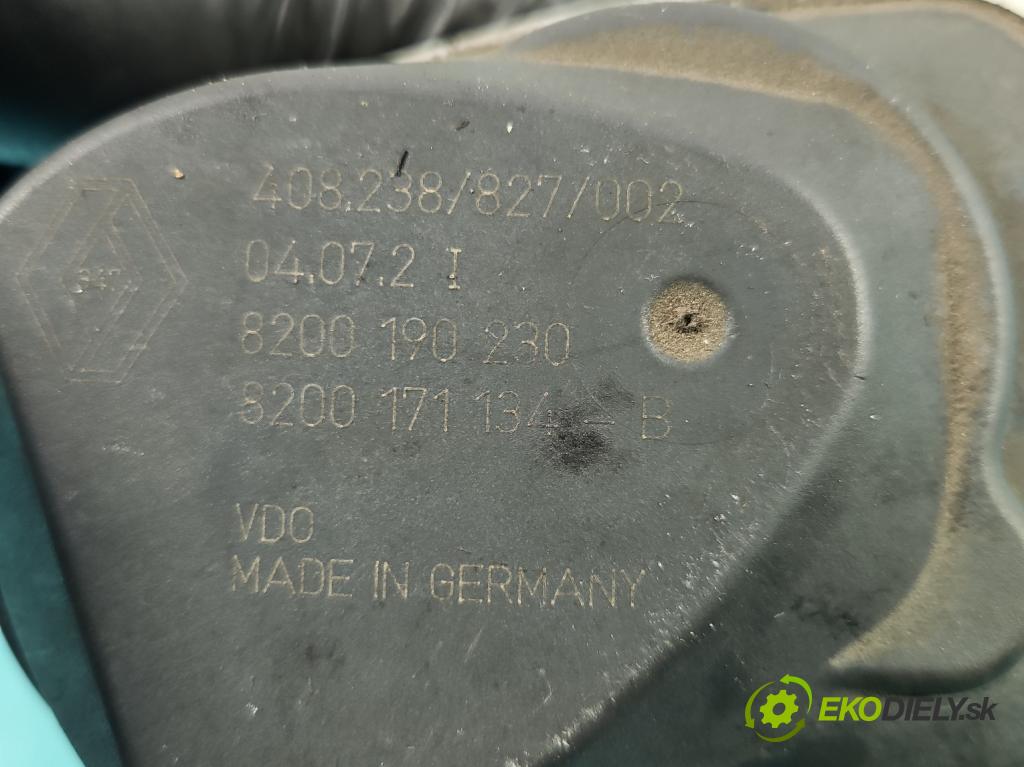 408.238/827/002
04.07.2 I
8200 190 230
8200 171 134 B
VDO
MADE IN GERMANY
EKODIELY.sk